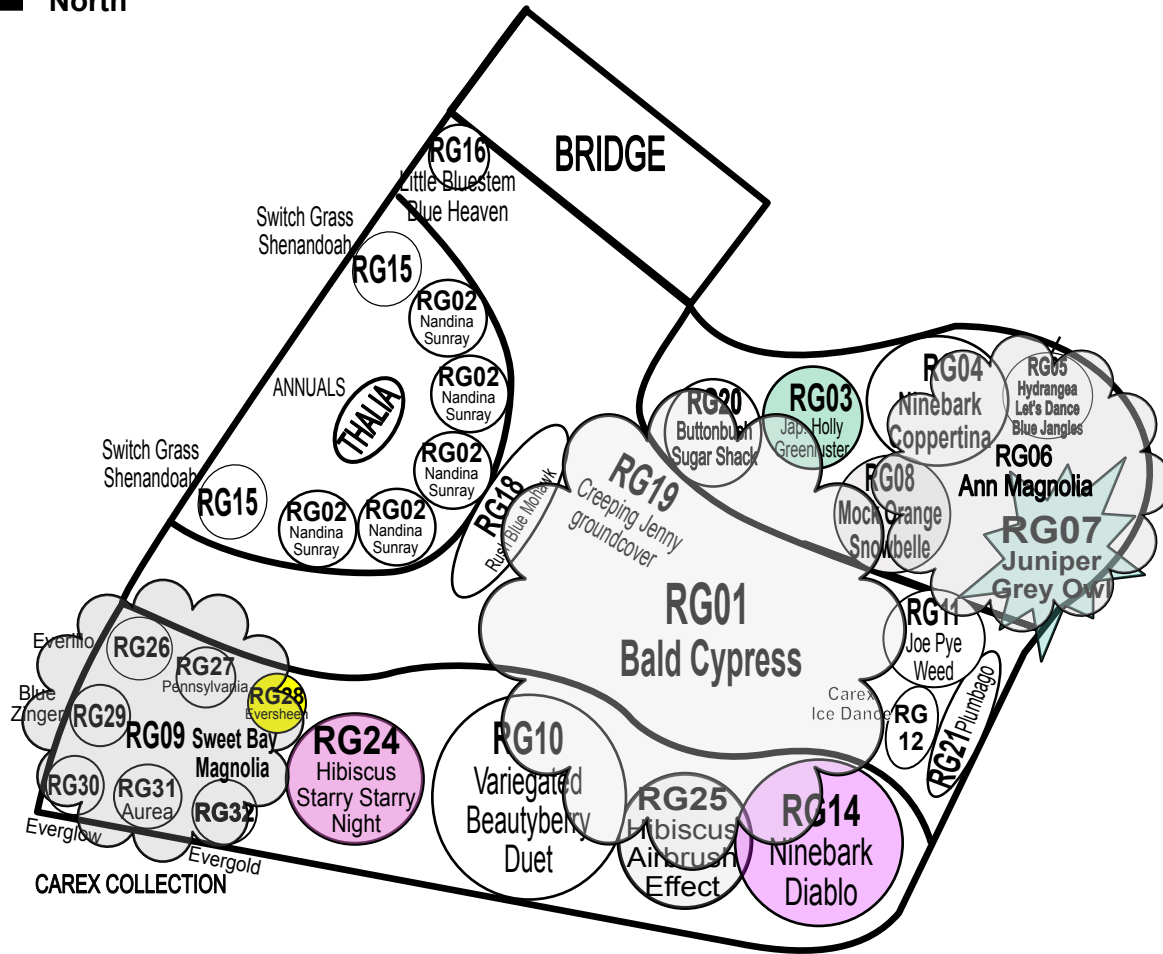 North
BRIDGE
RG16
Little Bluestem
Blue Heaven
Switch Grass
Shenandoah
RG15
RG02
Nandina
Sunray
ANNUALS
THALIA
RG02
Nandina
Sunray
Switch Grass
Shenandoah
RG15
RG02
Nandina
Sunray
RG02
Nandina
Sunray
RG02
Nandina
Sunray
RG18
Rush Blue Mohawk
RG19
Creeping Jenny
groundcover
RG20
Buttonbush
Sugar Shack
RG03
Jap. Holly
Greenluster
RG04
Ninebark
Coppertina
RG05
Hydrangea
Let's Dance
Blue Jangles
RG06
Ann Magnolia
RG08
Mock Orange
Snowbelle
RG07
Juniper
Grey Owl
RG01
Bald Cypress
RG11
Joe Pye
Weed
Carex
Ice Dance
RG
12
RG21 Plumbago
Everillo
RG26
RG27
Pennsylvania
RG28
Eversheen
Blue
Zinger
RG29
RG09 Sweet Bay
Magnolia
RG30
RG31
Aurea
RG32
Everglow
Evergold
CAREX COLLECTION
RG24
Hibiscus
Starry Starry
Night
RG10
Variegated
Beautyberry
Duet
RG25
Hibiscus
Airbrush
Effect
RG14
Ninebark
Diablo